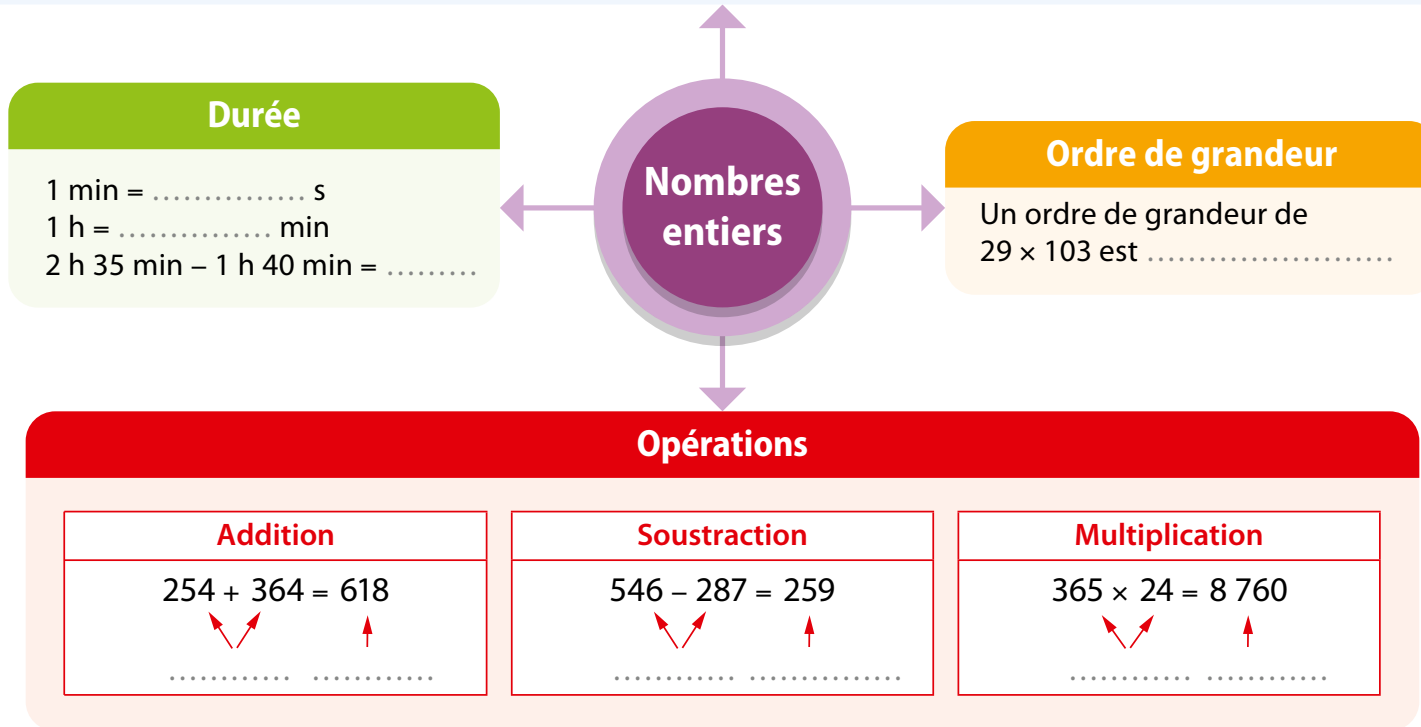 Durée
1 min = ............... s
1 h = ............... min
2 h 35 min – 1 h 40 min = .........
Nombres
entiers
Ordre de grandeur
Un ordre de grandeur de
29 × 103 est ........................
Opérations
Addition
254 + 364 = 618
............ ............
Soustraction
546 – 287 = 259
............ ...............
Multiplication
365 × 24 = 8 760
............ ............